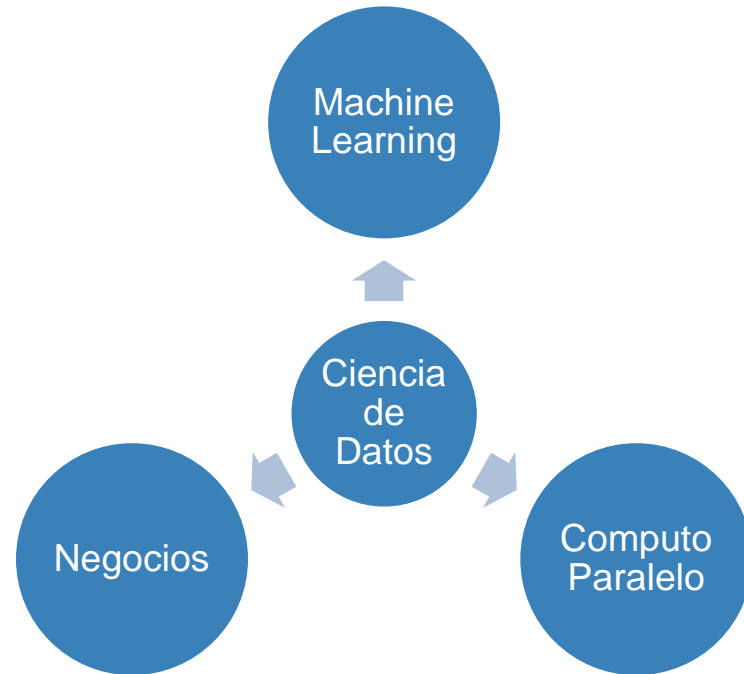 Machine
Learning
Ciencia
de
Datos
Negocios
Computo
Paralelo